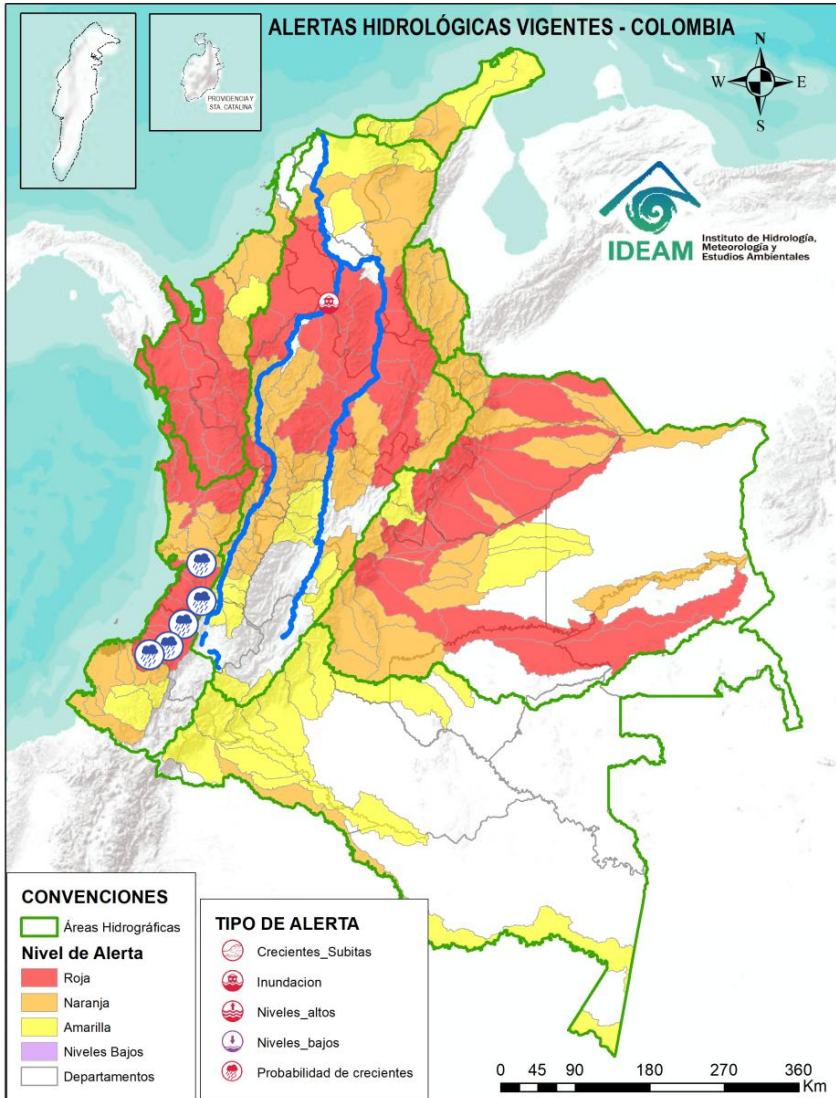 ALERTAS HIDROLÓGICAS VIGENTES - COLOMBIA
PROVIDENCIA Y
STA. CATALINA
N
W
E
S
IDEAM
Instituto de Hidrología,
Meteorología y
Estudios Ambientales
CONVENCIONES
Áreas Hidrográficas
Nivel de Alerta
Roja
Naranja
Amarilla
Niveles Bajos
Departamentos
TIPO DE ALERTA
Crecientes_Subitas
Inundacion
Niveles_altos
Niveles_bajos
Probabilidad de crecientes
0 45 90 180 270 360
Km